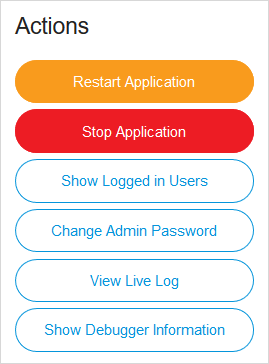 Actions
Restart Application
Stop Application
Show Logged in Users
Change Admin Password
View Live Log
Show Debugger Information